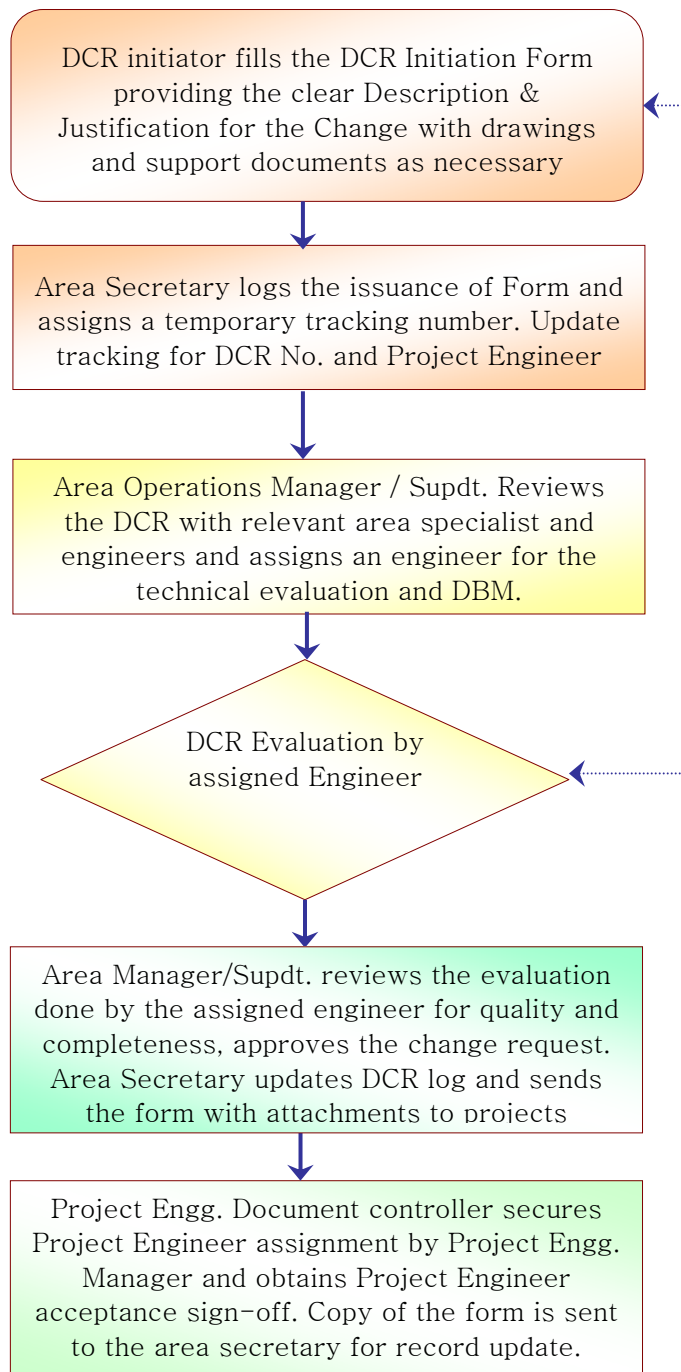 DCR initiator fills the DCR Initiation Form
providing the clear Description &
Justification for the Change with drawings
and support documents as necessary
Area Secretary logs the issuance of Form and
assigns a temporary tracking number. Update
tracking for DCR No. and Project Engineer
Area Operations Manager / Supdt. Reviews
the DCR with relevant area specialist and
engineers and assigns an engineer for the
technical evaluation and DBM.
DCR Evaluation by
assigned Engineer
Area Manager/Supdt. reviews the evaluation
done by the assigned engineer for quality and
completeness, approves the change request.
Area Secretary updates DCR log and sends
the form with attachments to projects
Project Engg. Document controller secures
Project Engineer assignment by Project Engg.
Manager and obtains Project Engineer
acceptance sign-off. Copy of the form is sent
to the area secretary for record update.